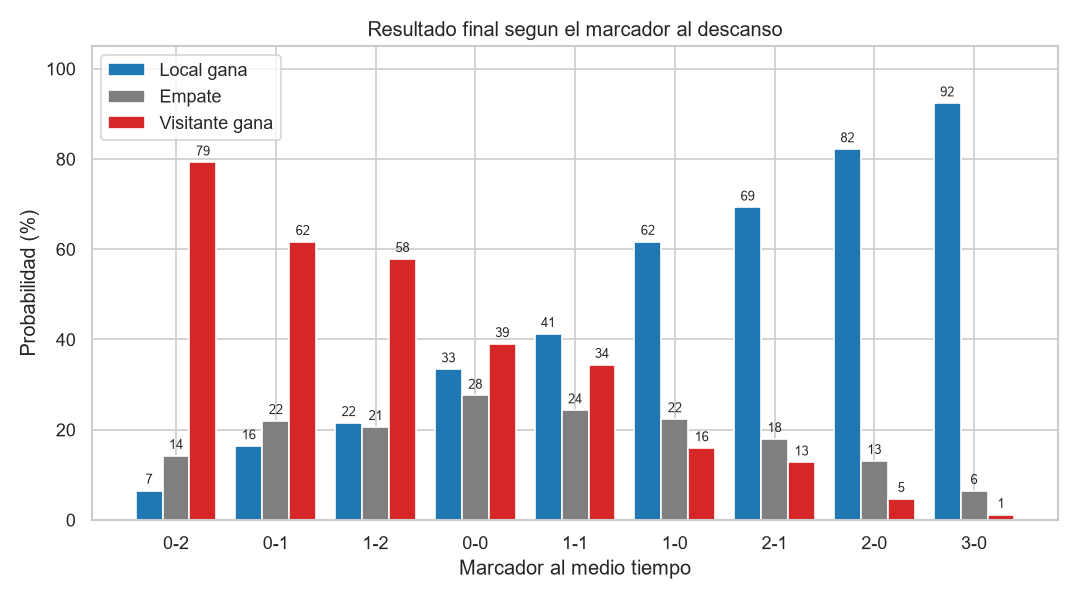 Resultado final segun el marcador al descanso
Local gana
Empate
Visitante gana
Probabilidad (%)
100
80
60
40
20
0
7 14 79
16 22 62
22 21 58
33 28 39
41 24 34
62 22 16
69 18 13
82 13 5
92 6 1
0-2 0-1 1-2 0-0 1-1 1-0 2-1 2-0 3-0
Marcador al medio tiempo